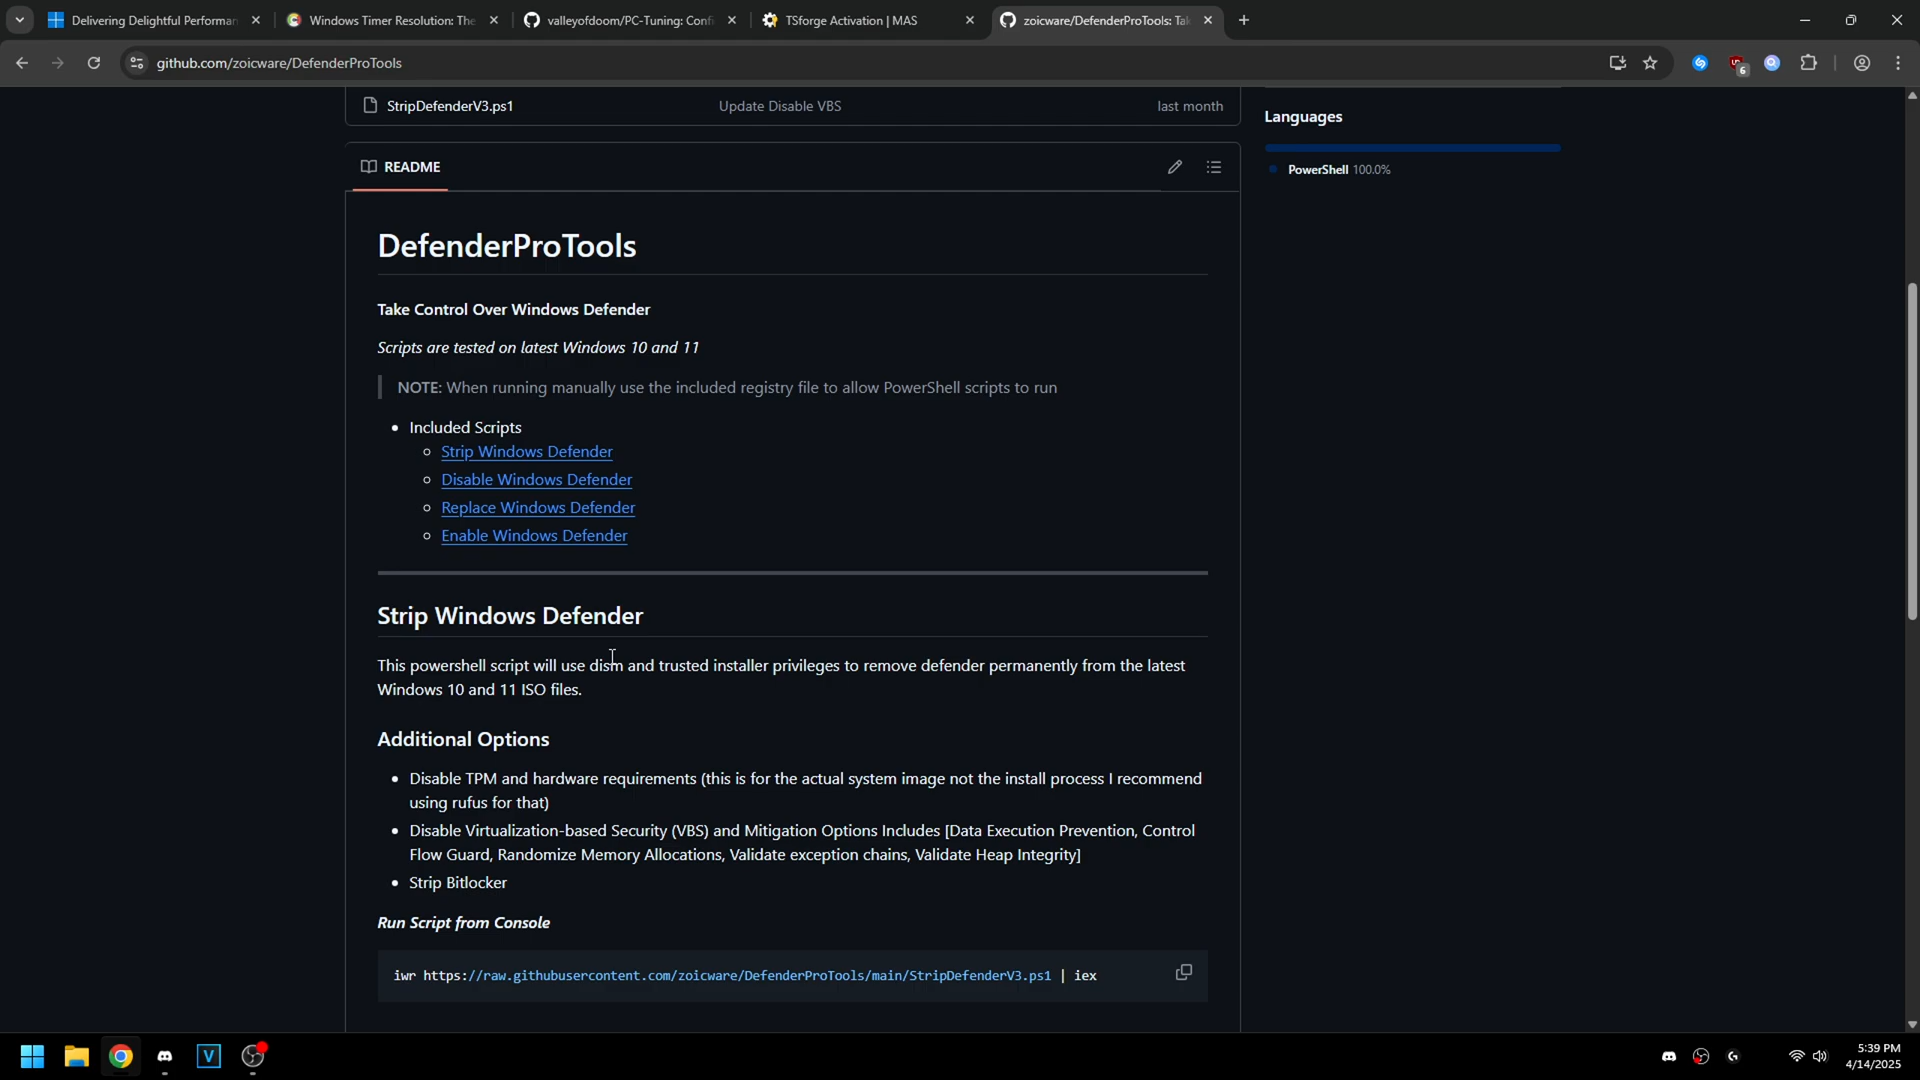 Delivering Delightful Performan
Windows Timer Resolution: The
valleyofdoom/PC-Tuning: Confi
TSforge Activation | MAS
zoicware/DefenderProTools: Tak
github.com/zoicware/DefenderProTools
6
StripDefenderV3.ps1 Update Disable VBS last month
README
Languages
PowerShell 100.0%
DefenderProTools
Take Control Over Windows Defender
Scripts are tested on latest Windows 10 and 11
NOTE: When running manually use the included registry file to allow PowerShell scripts to run
Included Scripts
Strip Windows Defender
Disable Windows Defender
Replace Windows Defender
Enable Windows Defender
Strip Windows Defender
This powershell script will use dism and trusted installer privileges to remove defender permanently from the latest
Windows 10 and 11 ISO files.
Additional Options
Disable TPM and hardware requirements (this is for the actual system image not the install process I recommend
using rufus for that)
Disable Virtualization-based Security (VBS) and Mitigation Options Includes [Data Execution Prevention, Control
Flow Guard, Randomize Memory Allocations, Validate exception chains, Validate Heap Integrity]
Strip Bitlocker
Run Script from Console
iwr https://raw.githubusercontent.com/zoicware/DefenderProTools/main/StripDefenderV3.ps1 | iex
V
5:39 PM
4/14/2025